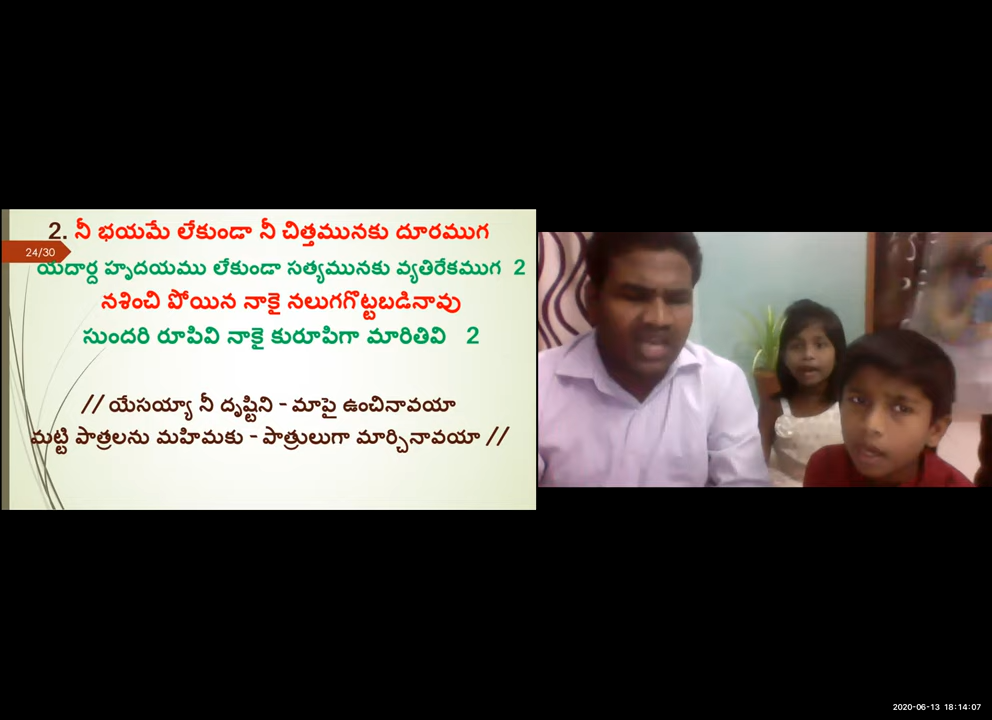 2. నీ భయమే లేకుండా నీ చిత్తమునకు దూరముగ
24/30
యదార్ద హృదయము లేకుండా సత్యమునకు వ్యతిరేకముగ 2
నశించి పోయిన నాకై నలుగగొట్టబడినావు
సుందరి రూపివి నాకై కురూపిగా మారితివి 2
// యేసయ్యా నీ దృష్టిని - మాపై ఉంచినావయా
మట్టి పాత్రలను మహిమకు - పాత్రులుగా మార్చినావయా //
2020-06-13 18:14:07